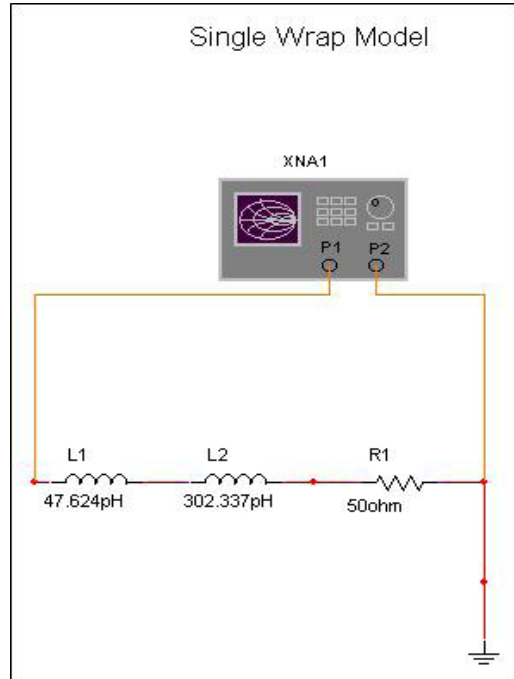 Single Wrap Model
XNA1
P1 P2
L1 L2 R1
47.624pH 302.337pH 50ohm